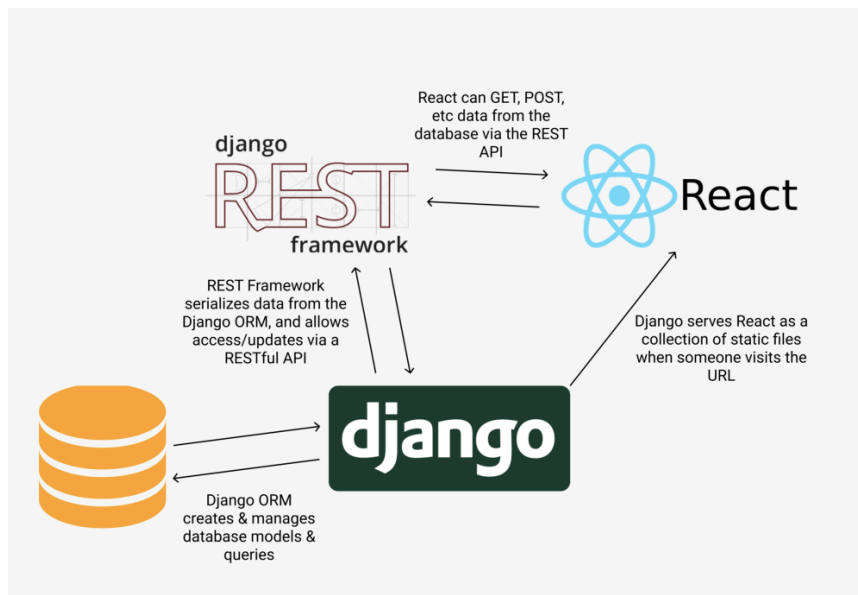 React can GET, POST,
etc data from the
database via the REST
API
django
REST
framework
React
REST Framework
serializes data from the
Django ORM, and allows
access/updates via a
RESTful API
Django serves React as a
collection of static files
when someone visits the
URL
django
Django ORM
creates & manages
database models &
queries